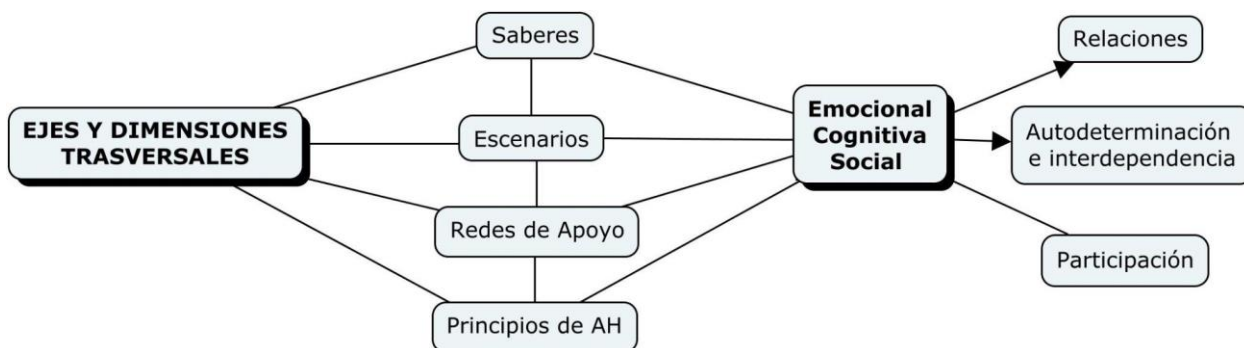 Saberes
EJES Y DIMENSIONES
TRASVERSALES
Escenarios
Redes de Apoyo
Principios de AH
Emocional
Cognitiva
Social
Relaciones
Autodeterminación
e interdependencia
Participación